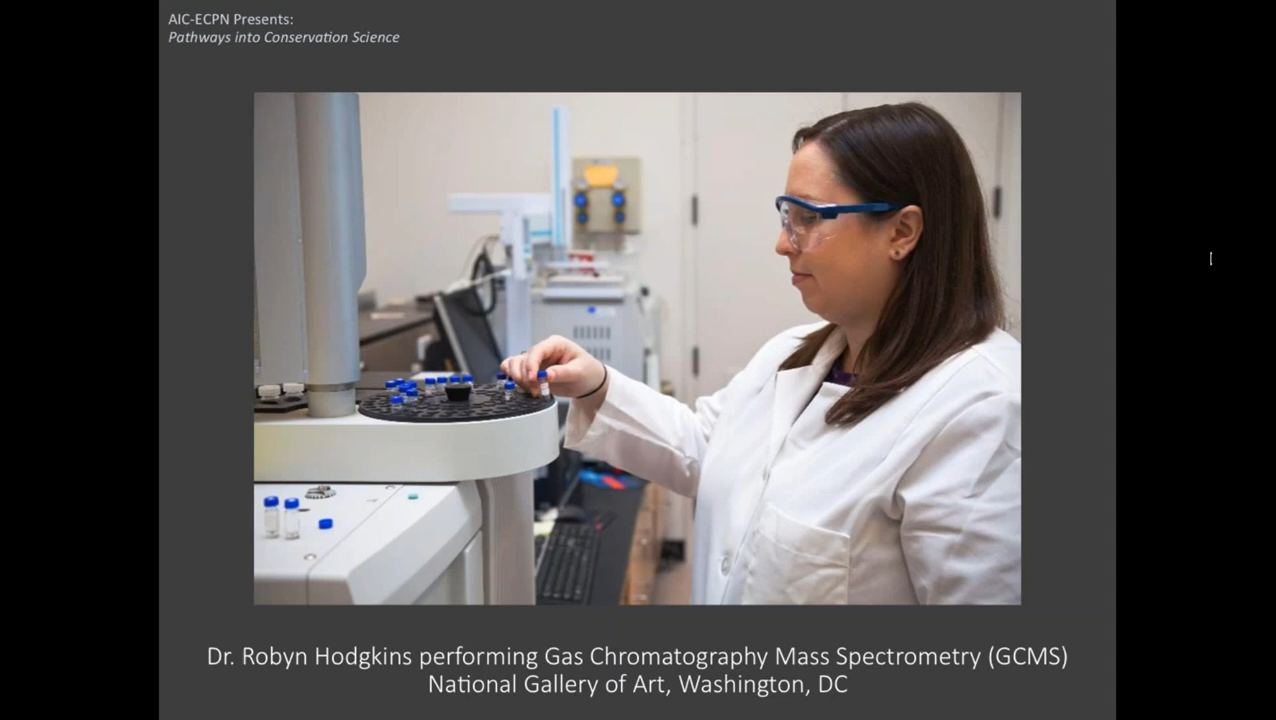 AIC-ECPN Presents:
Pathways into Conservation Science
Dr. Robyn Hodgkins performing Gas Chromatography Mass Spectrometry (GCMS)
National Gallery of Art, Washington, DC